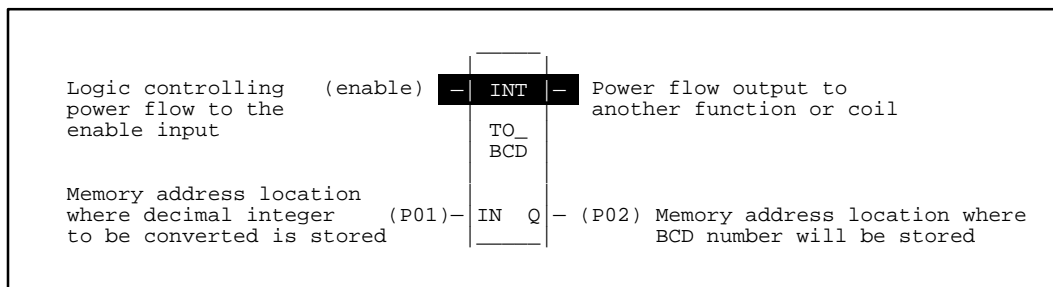 Logic controlling (enable) INT Power flow output to
power flow to the another function or coil
enable input TO_
BCD
Memory address location
where decimal integer (P01) IN Q (P02) Memory address location where
to be converted is stored BCD number will be stored